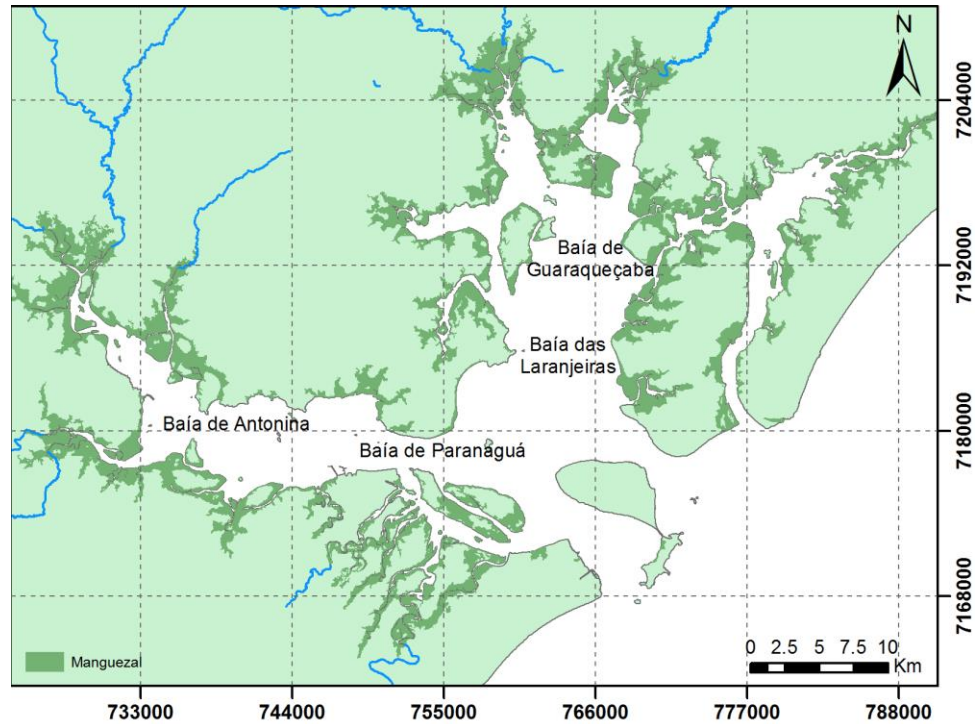 N
7204000
7192000
Baía de
Guaraqueçaba
Baía das
Laranjeiras
Baía de Antonina
7180000
Baía de Paranaguá
7168000
0 2.5 5 7.5 10
Km
Manguezal
733000 744000 755000 766000 777000 788000